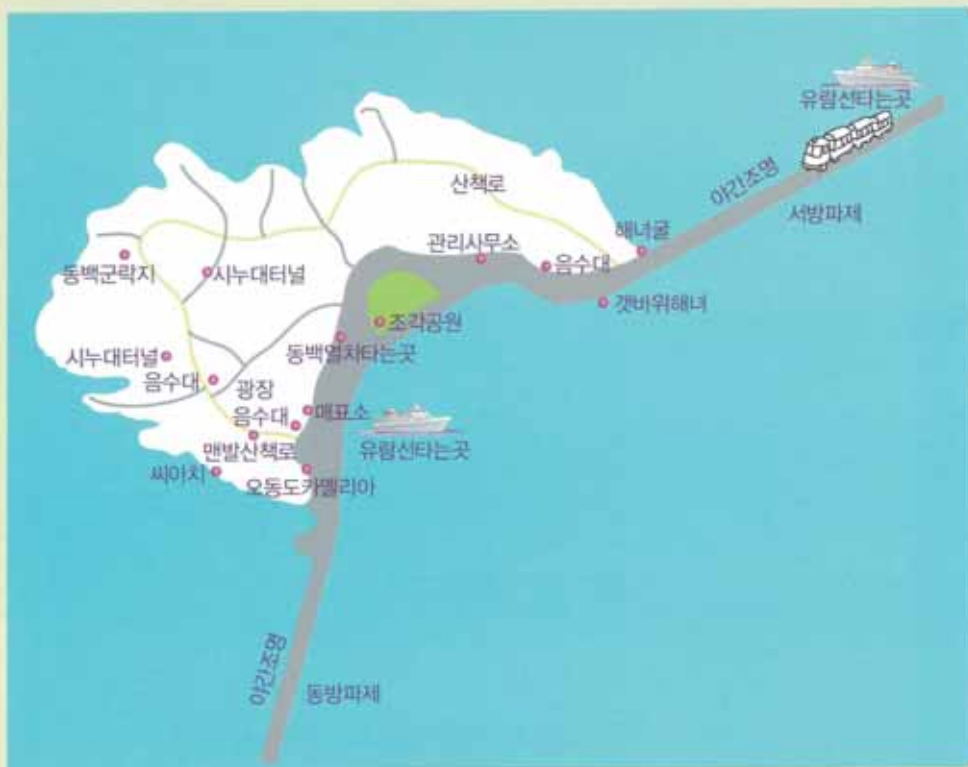 유람선타는곳
야간조명
서방파제
산책로
해녀굴
관리사무소
음수대
동백군락지
시누대터널
갯바위해녀
조각공원
동백열차타는곳
시누대터널
음수대
광장
음수대
매표소
맨발산책로
유람선타는곳
씨아치
오동도카멜리아
야간조명
동방파제